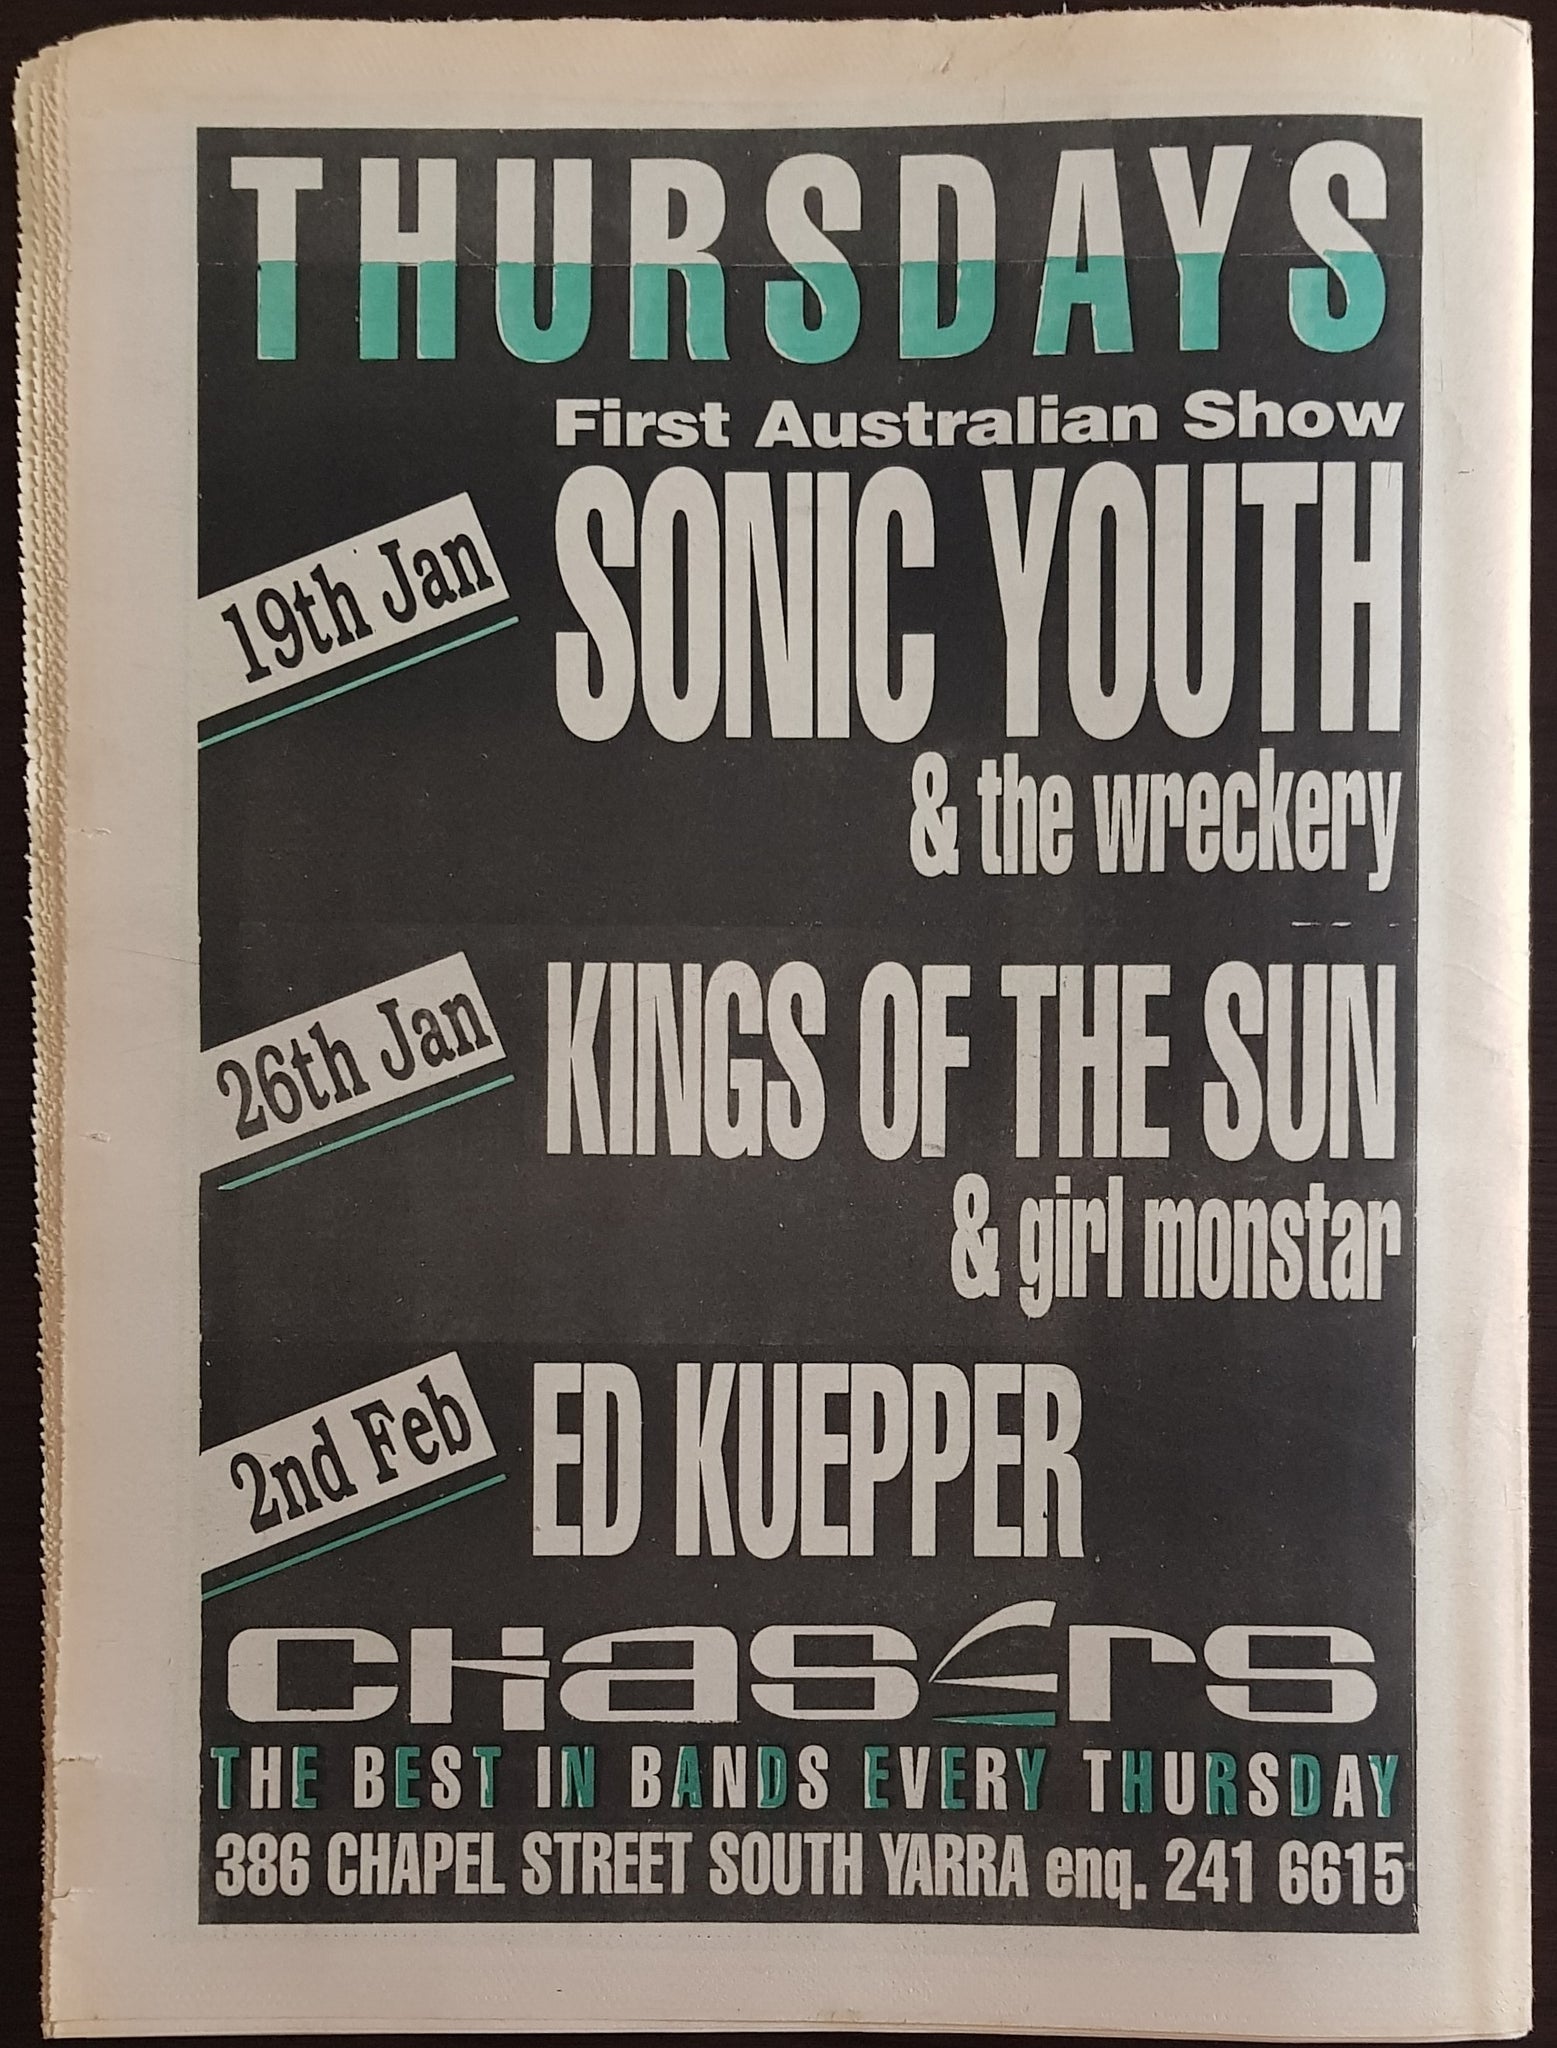 THURSDAYS
First Australian Show
19th Jan
SONIC YOUTH
& the wreckery
26th Jan
KINGS OF THE SUN
& girl monstar
2nd Feb
ED KUEPPER
CHasErs
THE BEST IN BANDS EVERY THURSDAY
386 CHAPEL STREET SOUTH YARRA enq. 241 6615